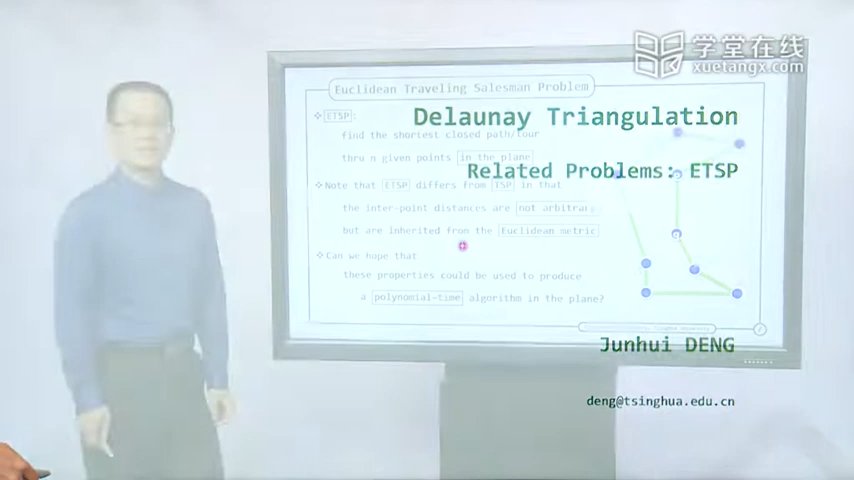 学堂在线
xuetangx.com
Euclidean Traveling Salesman Problem
Delaunay Triangulation
Related Problems: ETSP
❖ETSP:
find the shortest closed path/tour
thru n given points in the plane
❖Note that ETSP differs from TSP in that
the inter-point distances are not arbitrary
but are inherited from the Euclidean metric
❖Can we hope that
these properties could be used to produce
a polynomial-time algorithm in the plane?
Junhui DENG
deng@tsinghua.edu.cn